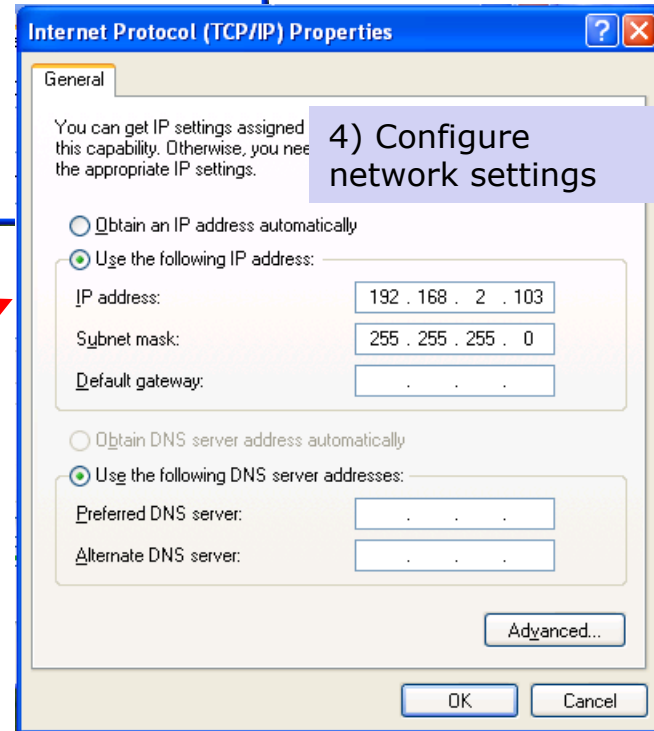 Internet Protocol (TCP/IP) Properties
General
You can get IP settings assigned
this capability. Otherwise, you nee
the appropriate IP settings.
4) Configure
network settings
Obtain an IP address automatically
Use the following IP address:
IP address: 192 . 168 . 2 . 103
Subnet mask: 255 . 255 . 255 . 0
Default gateway: . . .
Obtain DNS server address automatically
Use the following DNS server addresses:
Preferred DNS server: . . .
Alternate DNS server: . . .
Advanced...
OK Cancel